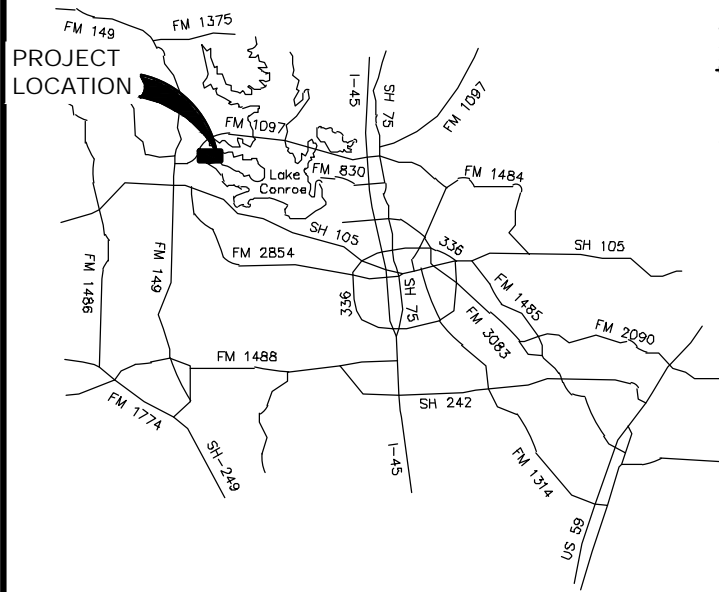 FM 149
FM 1375
PROJECT
LOCATION
I-45
SH 75
FM 1097
FM 1097
FM 830
Lake
Conroe
FM 1484
SH 105
336
SH 105
FM 2854
FM 1486
FM 149
336
SH 75
FM 1485
FM 3083
FM 2090
FM 1488
SH 242
FM 1774
SH-249
I-45
FM 1314
US 59